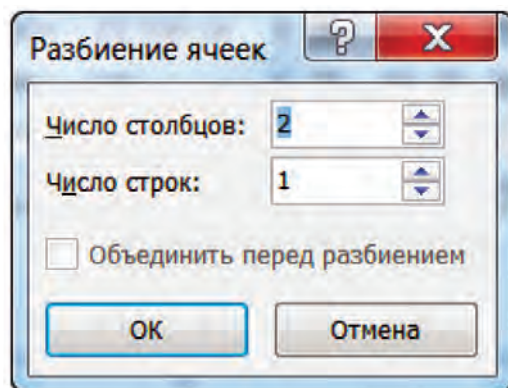 Разбиение ячеек
Число столбцов: 2
Число строк: 1
Объединить перед разбиением
ОК Отмена